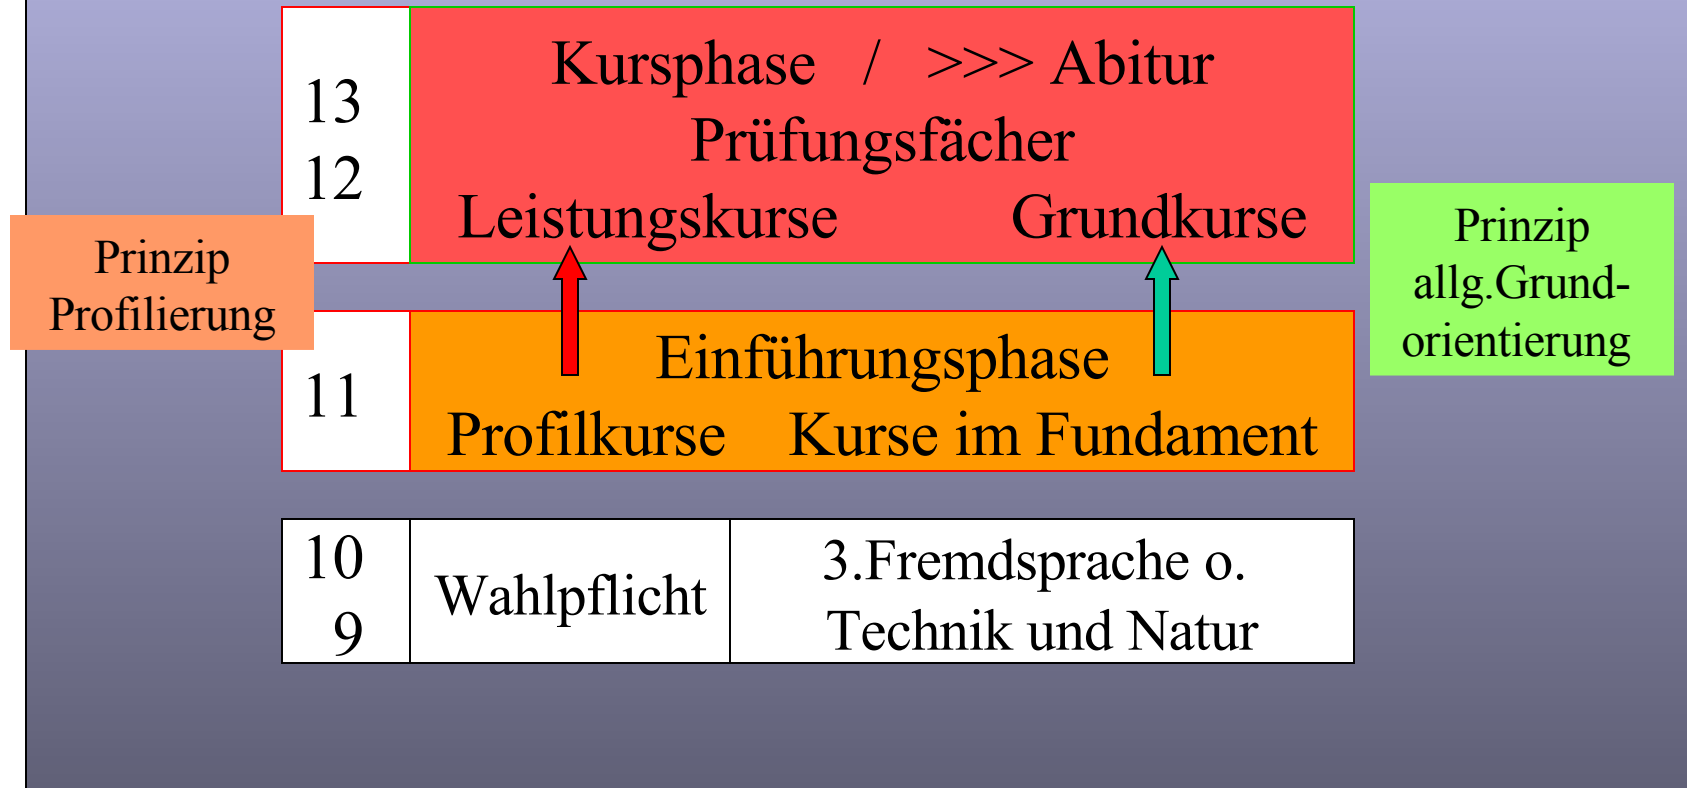 13
12
Kursphase / >>> Abitur
Prüfungsfächer
Leistungskurse Grundkurse
Prinzip
Profilierung
Prinzip
allg.Grund-
orientierung
11
Einführungsphase
Profilkurse Kurse im Fundament
10
9
Wahlpflicht
3.Fremdsprache o.
Technik und Natur